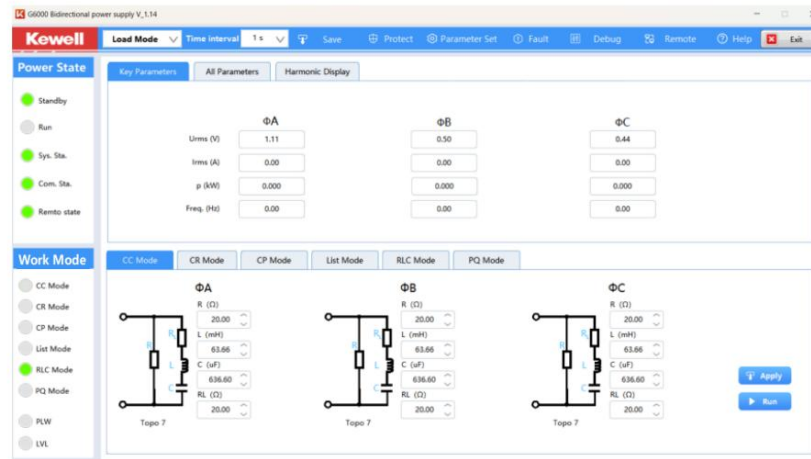 G6000 Bidirectional power supply V_1.14
Kewell Load Mode Time interval 1 s Save Protect Parameter Set Fault Debug Remote Help Exit
Power State
Standby
Run
Sys. Sta.
Com. Sta.
Remto state
Key Parameters All Parameters Harmonic Display
ΦA ΦB ΦC
Urms (V) 1.11 0.50 0.44
Irms (A) 0.00 0.00 0.00
p (kW) 0.000 0.000 0.000
Freq. (Hz) 0.00 0.00 0.00
Work Mode
CC Mode
CR Mode
CP Mode
List Mode
RLC Mode
PQ Mode
PLW
LVL
CC Mode CR Mode CP Mode List Mode RLC Mode PQ Mode
ΦA ΦB ΦC
R (Ω) R (Ω) R (Ω)
20.00 20.00 20.00
L (mH) L (mH) L (mH)
63.66 63.66 63.66
C (uF) C (uF) C (uF)
636.60 636.60 636.60
RL (Ω) RL (Ω) RL (Ω)
20.00 20.00 20.00
R L C R L C R L C
Topo 7 Topo 7 Topo 7
Apply
Run